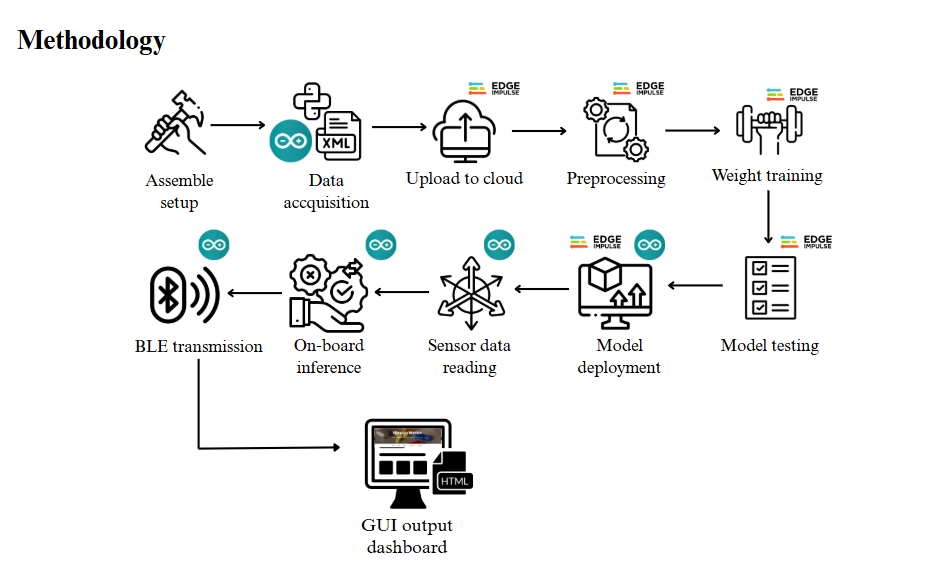 Methodology
EDGE
IMPULSE
EDGE
IMPULSE
EDGE
IMPULSE
XML
Assemble
setup
Data
accquisition
Upload to cloud
Preprocessing
Weight training
EDGE
IMPULSE
EDGE
IMPULSE
BLE transmission
On-board
inference
Sensor data
reading
Model
deployment
Model testing
HTML
GUI output
dashboard